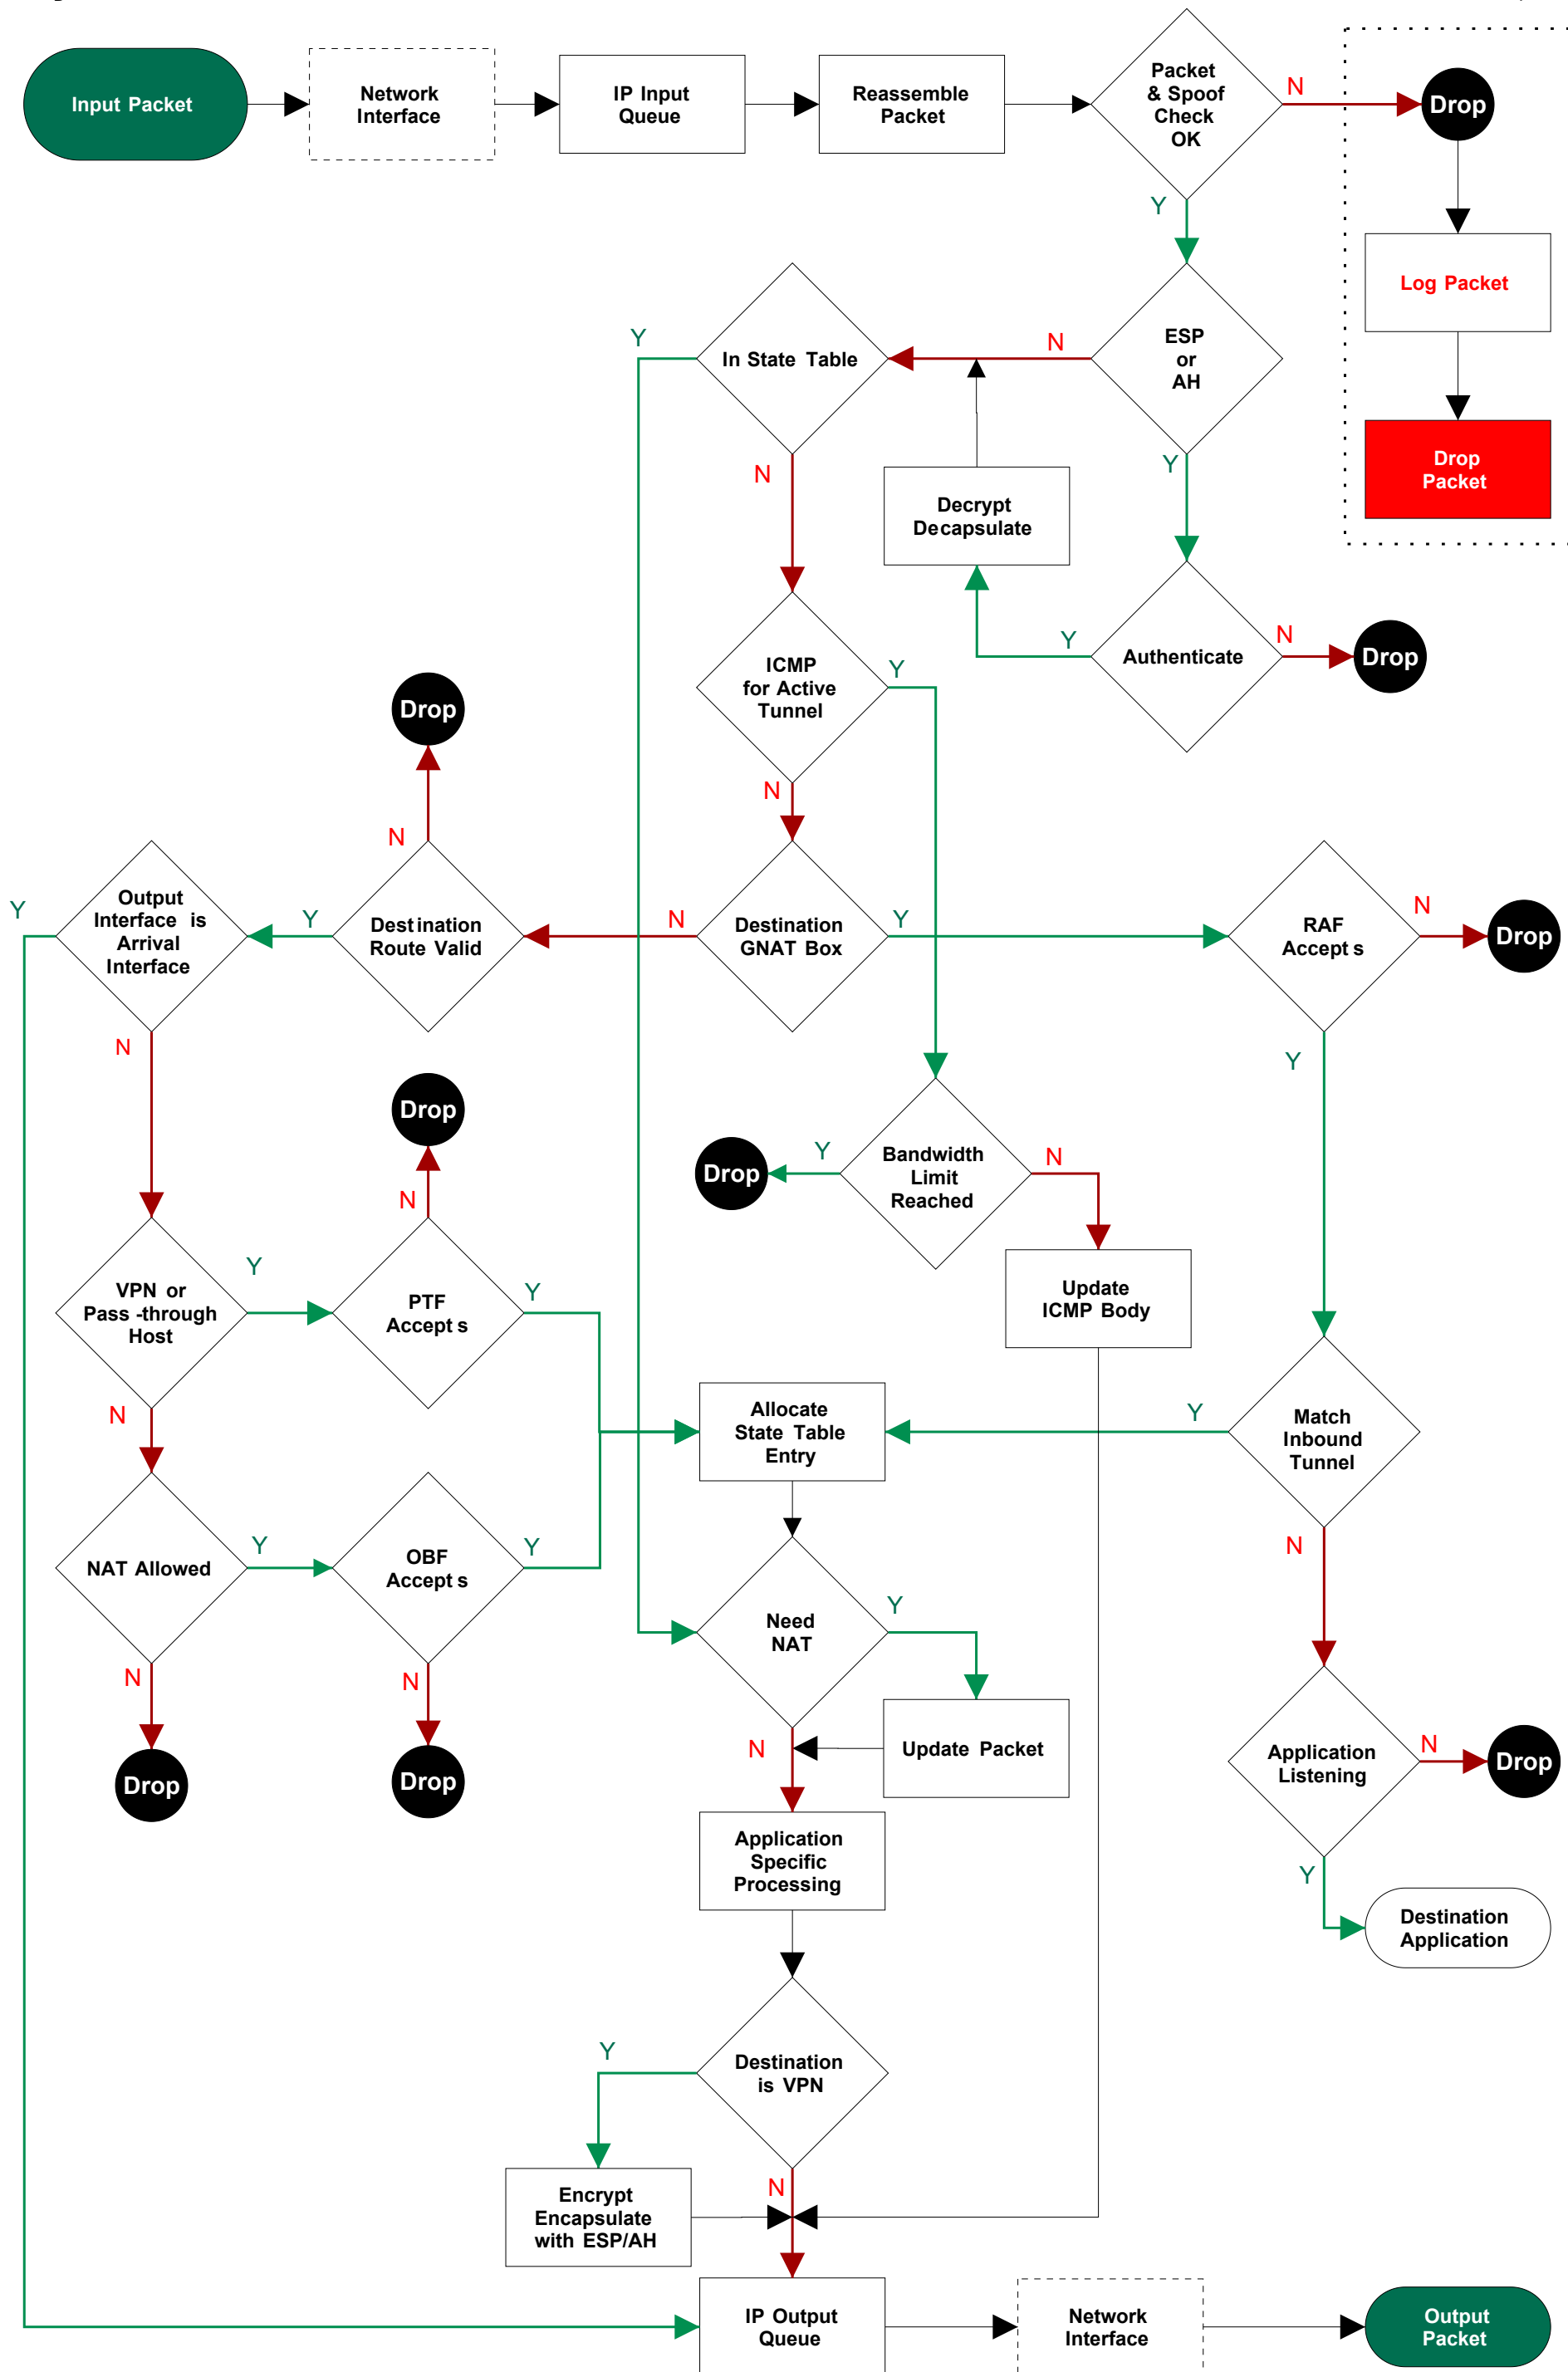 Input Packet
Network
Interface
IP Input
Queue
Reassemble
Packet
Packet
& Spoof
Check
OK
N
Drop
Y
Log Packet
Drop
Packet
ESP
or
AH
N
Y
In State Table
Y
N
Decrypt
Decapsulate
Authenticate
Y
N
Drop
ICMP
for Active
Tunnel
Y
N
Drop
N
Output
Interface is
Arrival
Interface
Y
Y
N
Destination
Route Valid
N
Destination
GNAT Box
Y
RAF
Accepts
N
Drop
Y
Drop
N
Drop
Y
Bandwidth
Limit
Reached
N
Update
ICMP Body
VPN or
Pass -through
Host
Y
N
PTF
Accepts
Y
Allocate
State Table
Entry
Y
Match
Inbound
Tunnel
N
NAT Allowed
Y
N
Drop
OBF
Accepts
Y
N
Drop
Need
NAT
Y
N
Update Packet
Application
Listening
N
Drop
Y
Destination
Application
Application
Specific
Processing
Destination
is VPN
Y
N
Encrypt
Encapsulate
with ESP/AH
IP Output
Queue
Network
Interface
Output
Packet